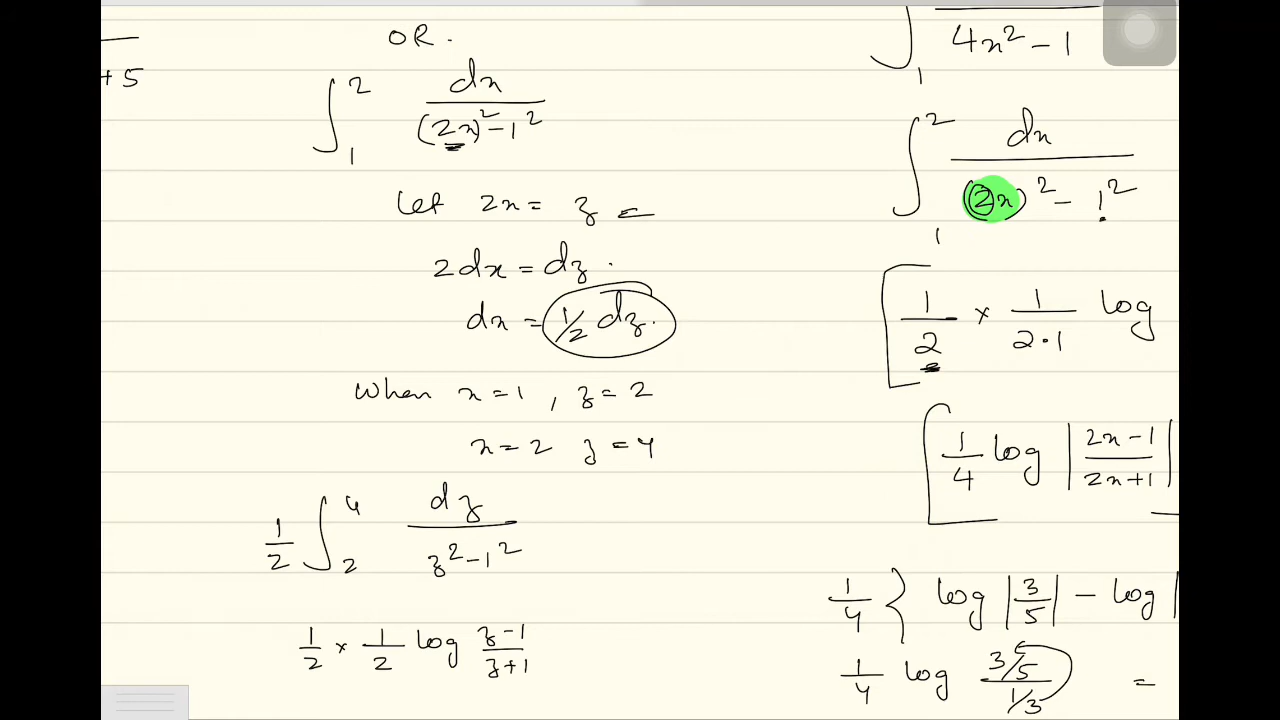 + 5
OR.
∫₁² dx / ((2x)² - 1²)
Let 2x = z
2dx = dz.
dx = 1/2 dz.
When x = 1, z = 2
x = 2 z = 4
1/2 ∫₂⁴ dz / (z² - 1²)
1/2 × 1/2 log (z-1)/(z+1)
∫₁ 4x² - 1
∫₁² dx / ((2x)² - 1²)
[ 1/2 × 1/(2·1) log
[ 1/4 log |(2x-1)/(2x+1)|
1/4 { log |3/5| - log |
1/4 log (3/5)/(1/3) =